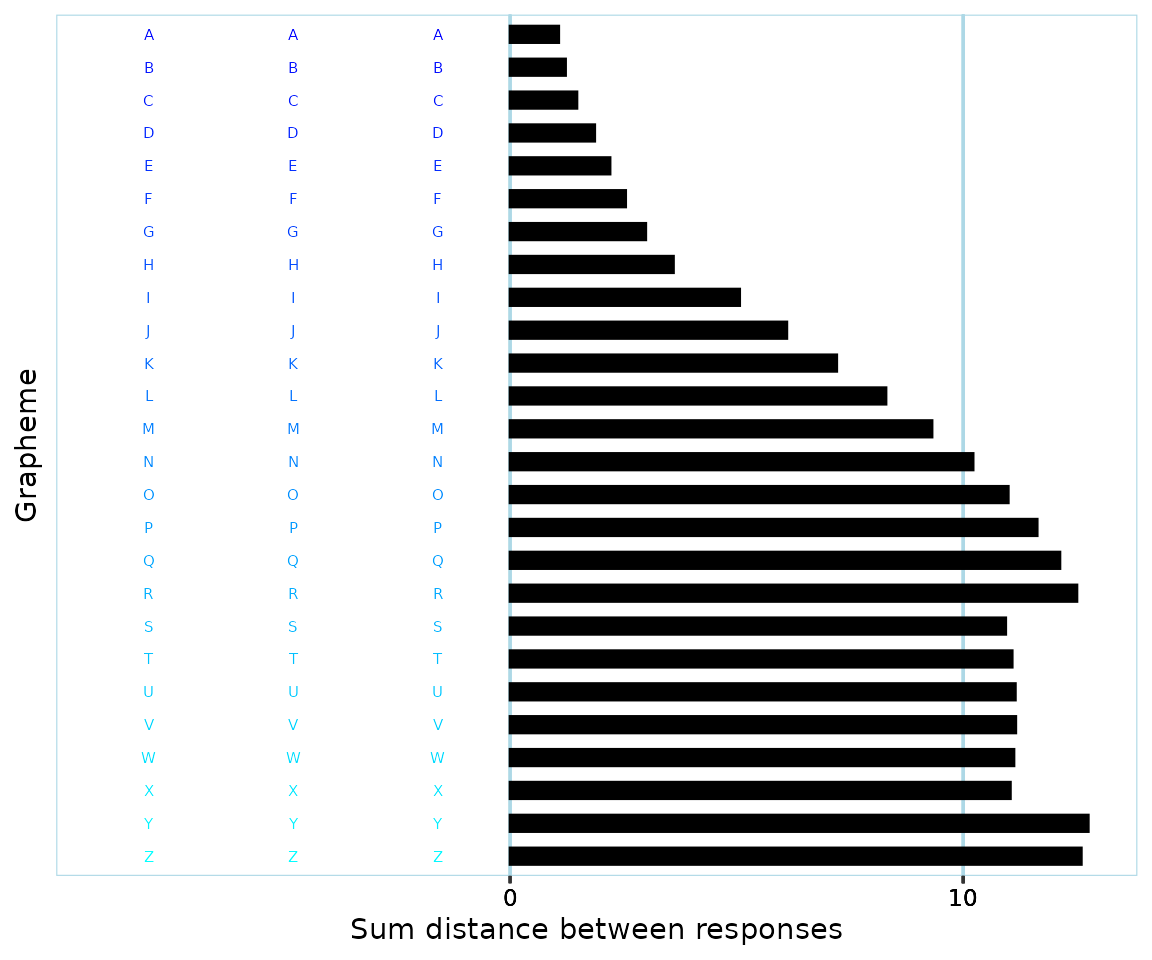 A A A
B B B
C C C
D D D
E E E
F F F
G G G
H H H
I I I
J J J
K K K
L L L
M M M
N N N
O O O
P P P
Q Q Q
R R R
S S S
T T T
U U U
V V V
W W W
X X X
Y Y Y
Z Z Z
Grapheme
0 10
Sum distance between responses